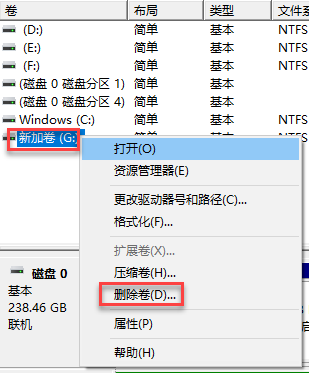 卷 布局 类型 文件系
(D:) 简单 基本 NTFS
(E:) 简单 基本 NTFS
(F:) 简单 基本 NTFS
(磁盘 0 磁盘分区 1) 简单 基本
(磁盘 0 磁盘分区 4) 简单 基本
Windows (C:) 简单 基本 NTFS
新加卷 (G:
打开(O)
资源管理器(E)
更改驱动器号和路径(C)...
格式化(F)...
扩展卷(X)...
压缩卷(H)...
删除卷(D)...
属性(P)
帮助(H)
磁盘 0
基本
238.46 GB
联机